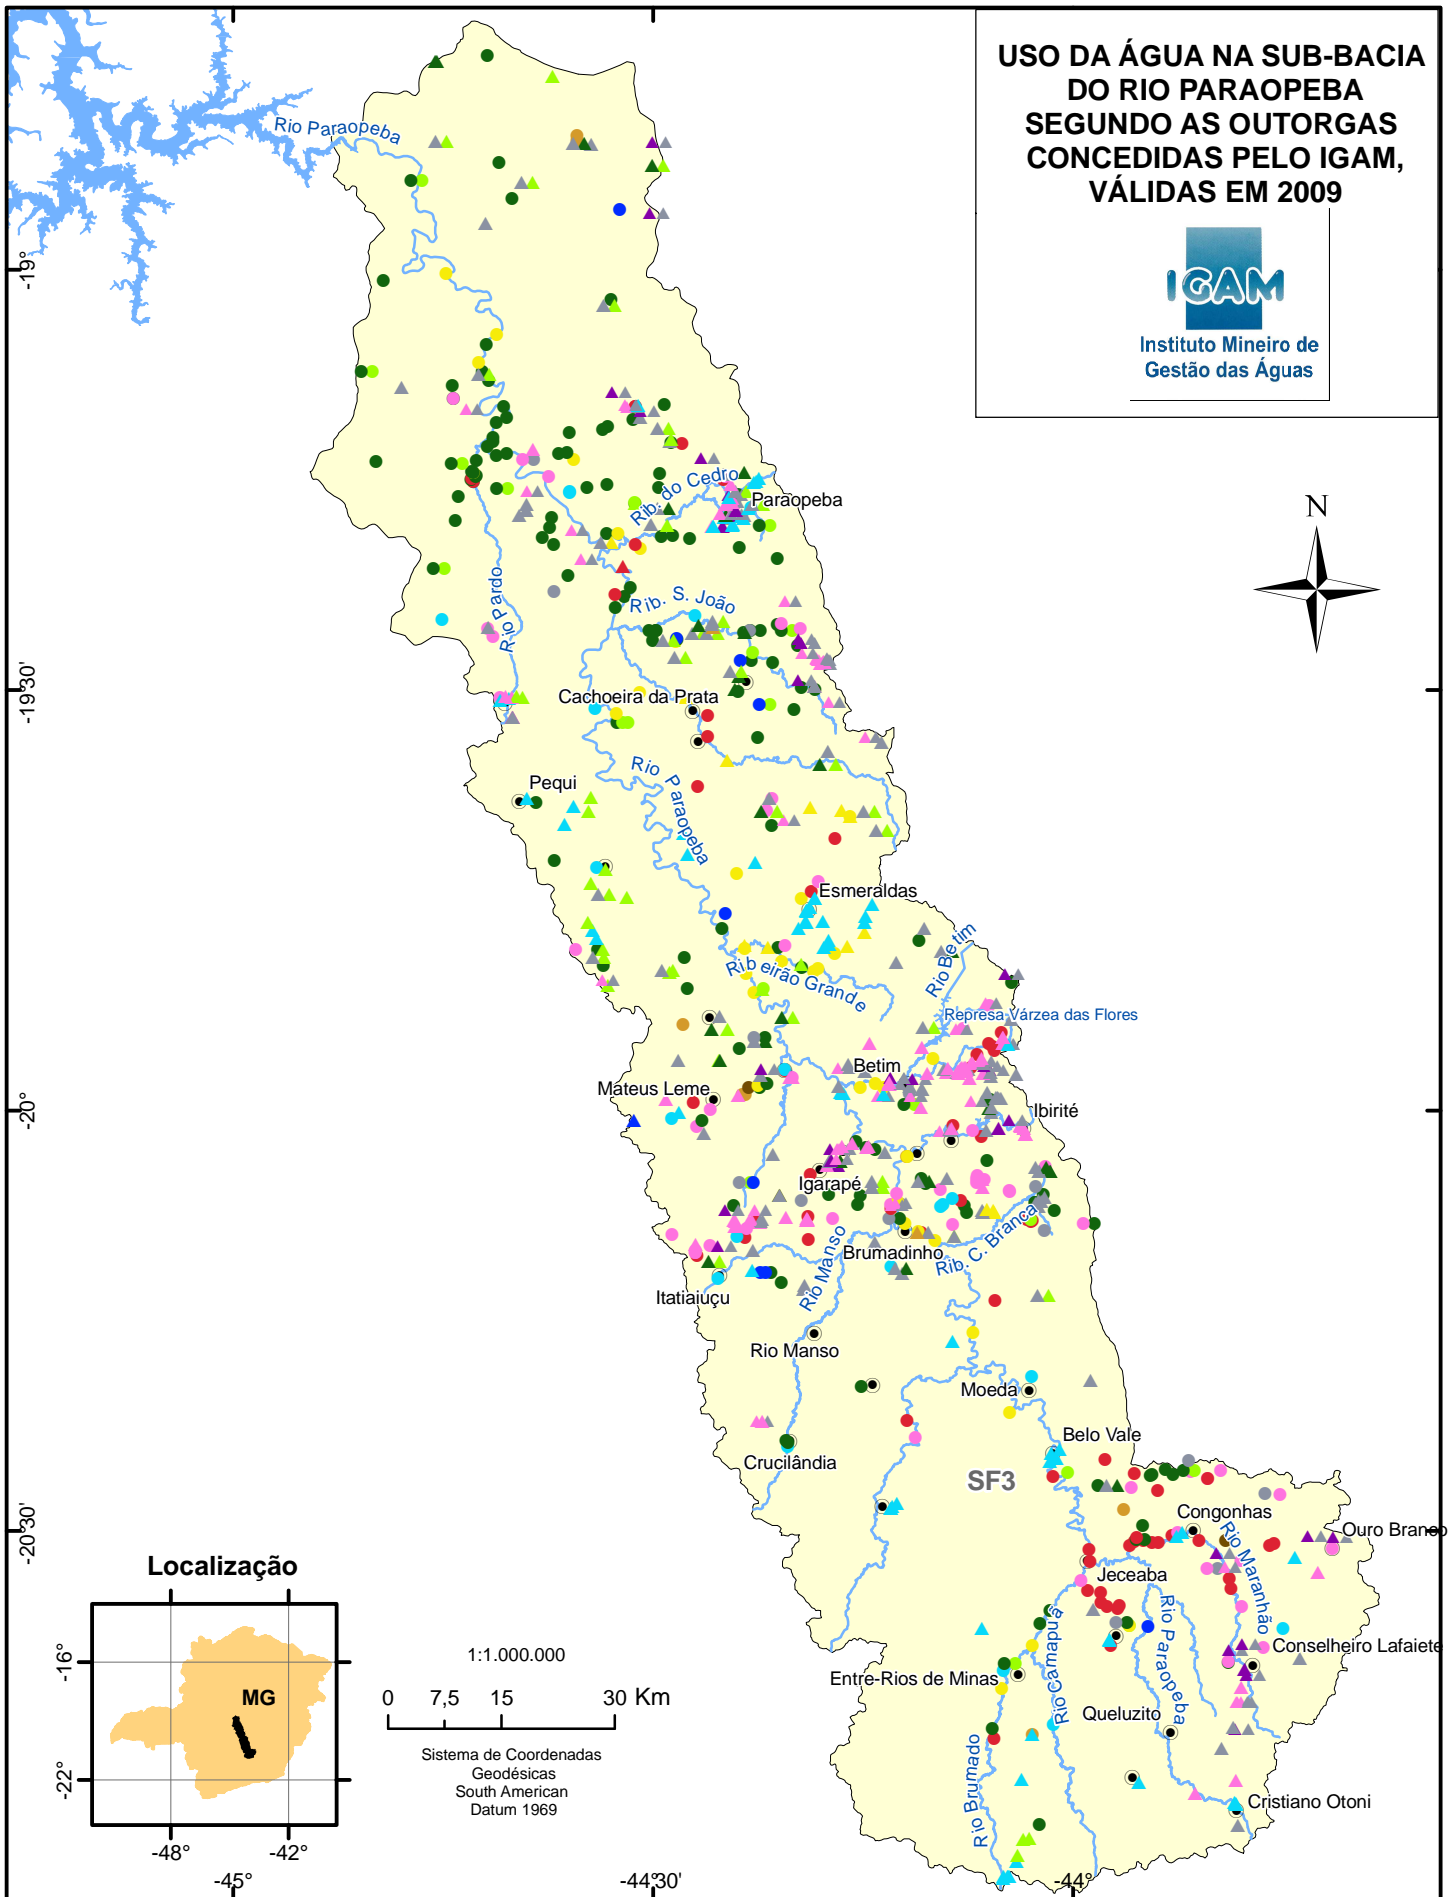 USO DA ÁGUA NA SUB-BACIA
DO RIO PARAOPEBA
SEGUNDO AS OUTORGAS
CONCEDIDAS PELO IGAM,
VÁLIDAS EM 2009
IGAM
Instituto Mineiro de
Gestão das Águas
Rio Paraopeba
-19°
Rib. do Cedro
Paraopeba
N
Rio Pardo
Rib. S. João
-19°30'
Cachoeira da Prata
Rio Paraopeba
Pequi
Esmeraldas
Ribeirão Grande
Rio Betim
Represa Várzea das Flores
Betim
Mateus Leme
-20°
Ibirité
Igarapé
Brumadinho
Rio Manso
Rib. C. Branca
Itatiaiuçu
Rio Manso
Moeda
Belo Vale
Crucilândia
SF3
Congonhas
-20°30'
Ouro Branco
Rio Maranhão
Jeceaba
Rio Paraopeba
Rio Camapuã
Conselheiro Lafaiete
Entre-Rios de Minas
Queluzito
Rio Brumado
Cristiano Otoni
Localização
-16°
MG
-22°
-48°
-42°
1:1.000.000
0 7,5 15 30 Km
Sistema de Coordenadas
Geodésicas
South American
Datum 1969
-45°
-44°30'
-44°